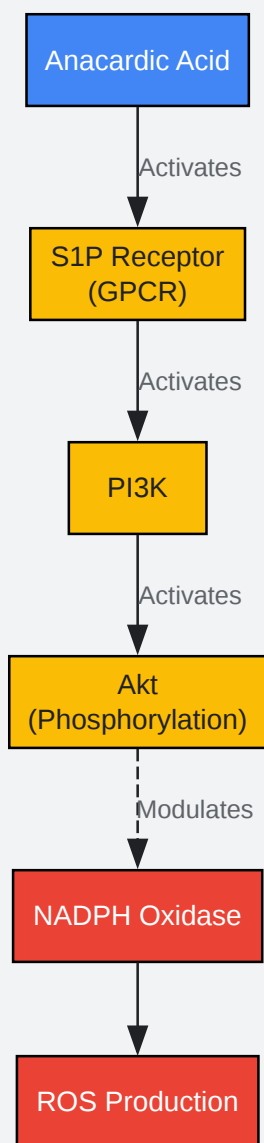 Anacardic Acid
Activates
S1P Receptor
(GPCR)
Activates
PI3K
Activates
Akt
(Phosphorylation)
Modulates
NADPH Oxidase
ROS Production